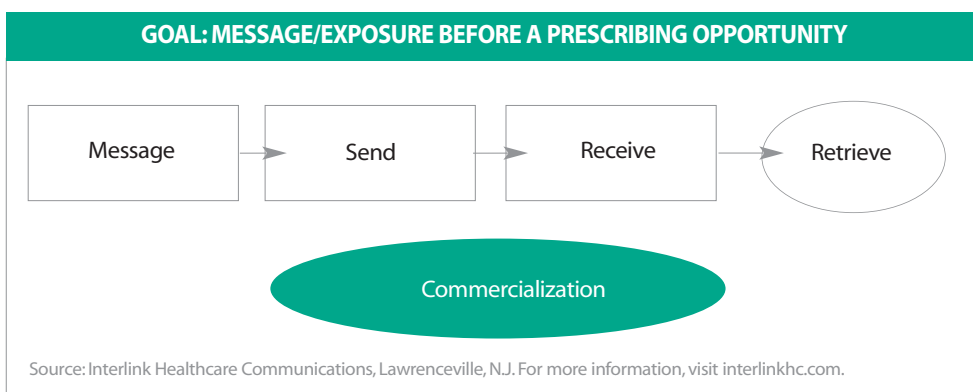 GOAL: MESSAGE/EXPOSURE BEFORE A PRESCRIBING OPPORTUNITY
Message
Send
Receive
Retrieve
Commercialization
Source: Interlink Healthcare Communications, Lawrenceville, N.J. For more information, visit interlinkhc.com.